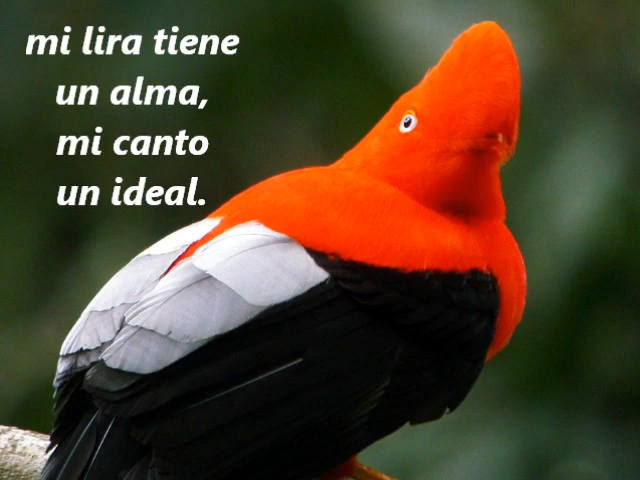 mi lira tiene
un alma,
mi canto
un ideal.